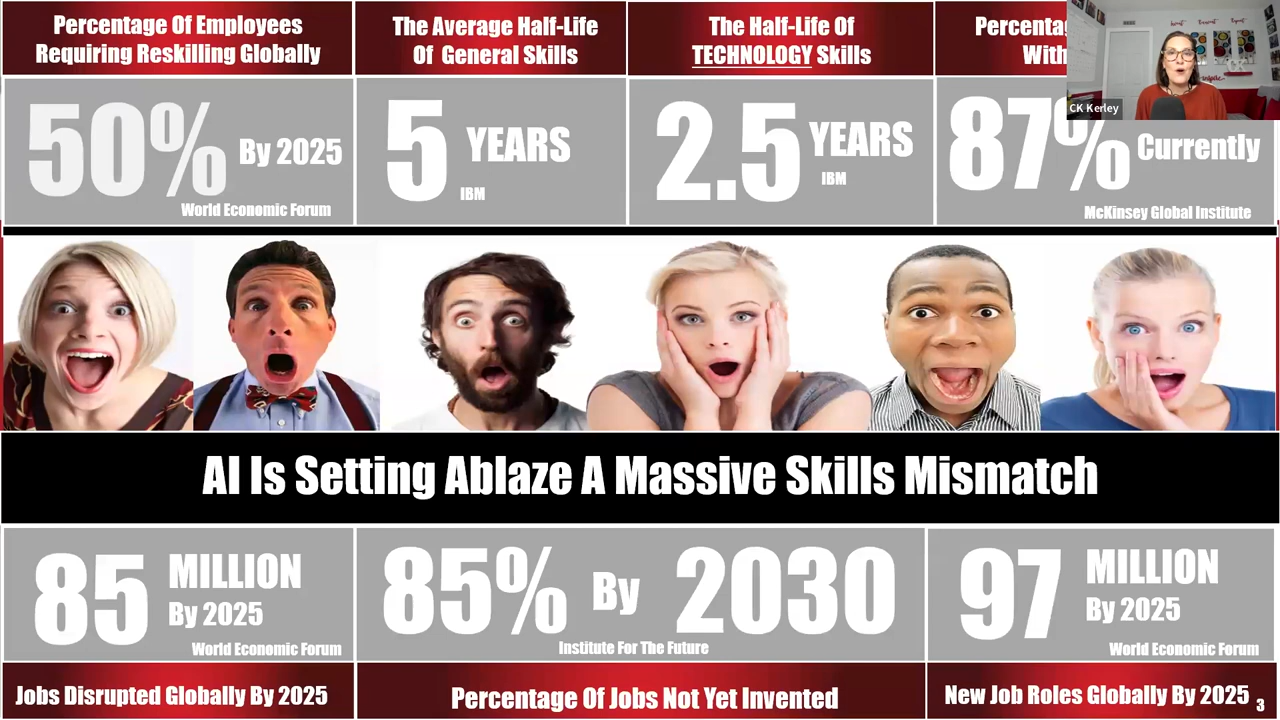 Percentage Of Employees
Requiring Reskilling Globally
50% By 2025
World Economic Forum
The Average Half-Life
Of General Skills
5 YEARS
IBM
The Half-Life Of
TECHNOLOGY Skills
2.5 YEARS
IBM
87% Currently
McKinsey Global Institute
CK Kerley
AI Is Setting Ablaze A Massive Skills Mismatch
85 MILLION
By 2025
World Economic Forum
Jobs Disrupted Globally By 2025
85% By 2030
Institute For The Future
Percentage Of Jobs Not Yet Invented
97 MILLION
By 2025
World Economic Forum
New Job Roles Globally By 2025
3